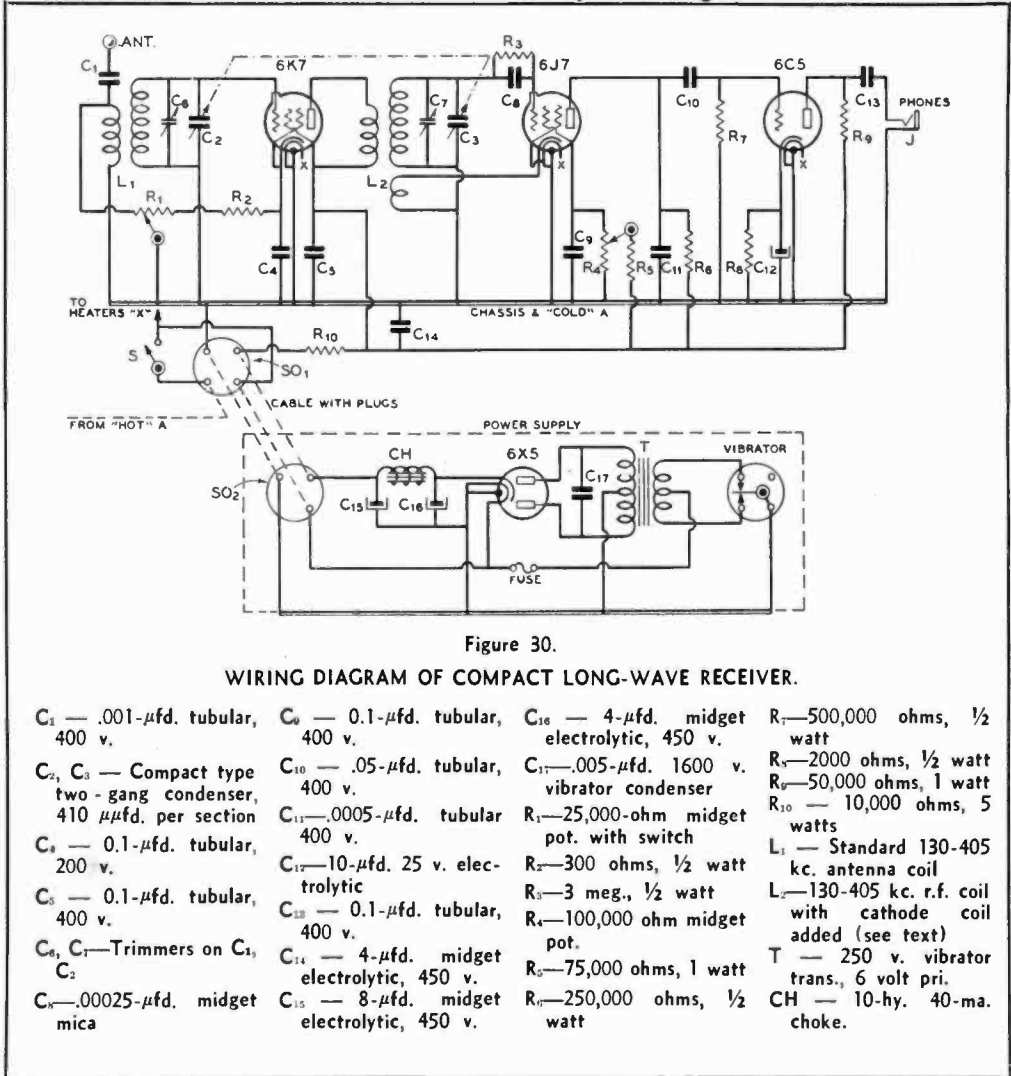 ANT.
C1
6K7
R3
6J7
6C5
C8
C10
C13
PHONES
J
C6
C2
C7
C3
R7
R9
L1
L2
X
X
X
R1
R2
C4
C5
C9
R4
R5
C11
R6
R8
C12
TO HEATERS "X"
CHASSIS & "COLD" A
S
R10
C14
SO1
CABLE WITH PLUGS
FROM "HOT" A
POWER SUPPLY
SO2
CH
6X5
T
VIBRATOR
C15
C16
C17
FUSE
Figure 30.
WIRING DIAGRAM OF COMPACT LONG-WAVE RECEIVER.
C1 — .001-μfd. tubular,
400 v.
C2, C3 — Compact type
two - gang condenser,
410 μμfd. per section
C4 — 0.1-μfd. tubular,
200 v.
C5 — 0.1-μfd. tubular,
400 v.
C6, C7—Trimmers on C1,
C2
C8—.00025-μfd. midget
mica
C9 — 0.1-μfd. tubular,
400 v.
C10 — .05-μfd. tubular,
400 v.
C11—.0005-μfd. tubular
400 v.
C12—10-μfd. 25 v. elec-
trolytic
C13 — 0.1-μfd. tubular,
400 v.
C14 — 4-μfd. midget
electrolytic, 450 v.
C15 — 8-μfd. midget
electrolytic, 450 v.
C16 — 4-μfd. midget
electrolytic, 450 v.
C17—.005-μfd. 1600 v.
vibrator condenser
R1—25,000-ohm midget
pot. with switch
R2—300 ohms, ½ watt
R3—3 meg., ½ watt
R4—100,000 ohm midget
pot.
R5—75,000 ohms, 1 watt
R6—250,000 ohms, ½
watt
R7—500,000 ohms, ½
watt
R8—2000 ohms, ½ watt
R9—50,000 ohms, 1 watt
R10 — 10,000 ohms, 5
watts
L1 — Standard 130-405
kc. antenna coil
L2—130-405 kc. r.f. coil
with cathode coil
added (see text)
T — 250 v. vibrator
trans., 6 volt pri.
CH — 10-hy. 40-ma.
choke.